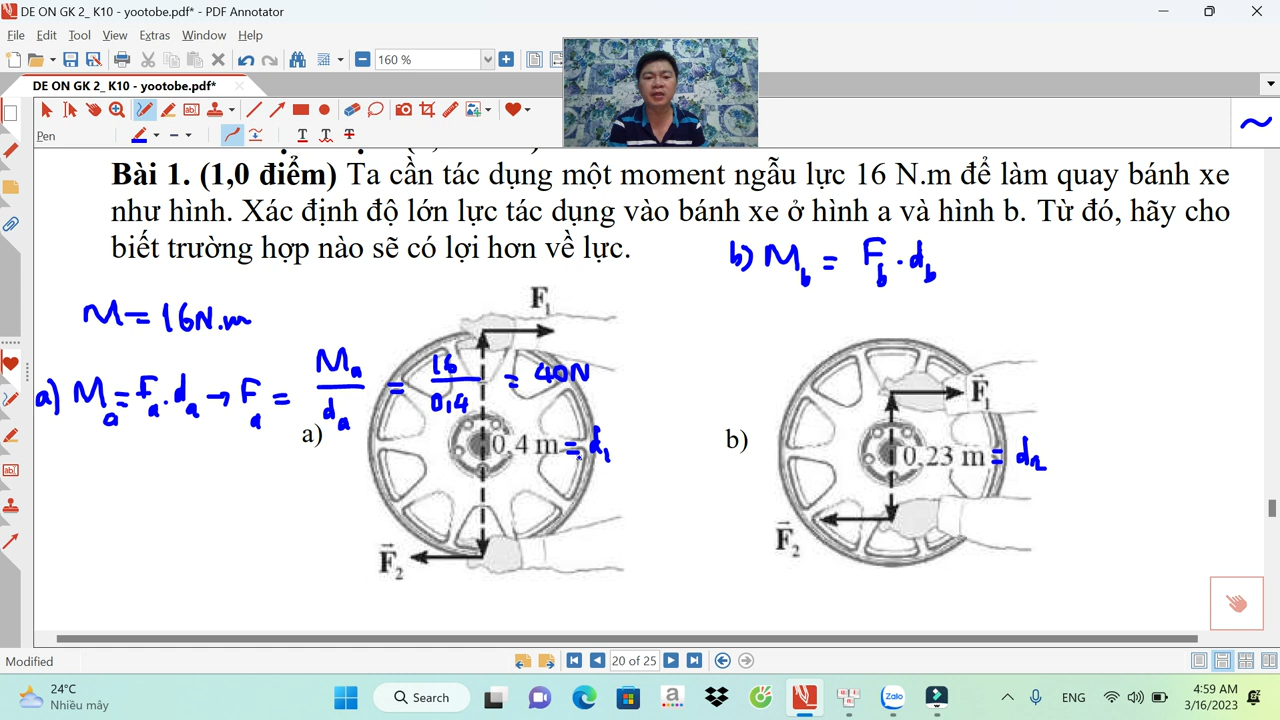 DE ON GK 2_ K10 - yootobe.pdf* - PDF Annotator
File Edit Tool View Extras Window Help
160 %
DE ON GK 2_ K10 - yootobe.pdf*
Pen
Bài 1. (1,0 điểm) Ta cần tác dụng một moment ngẫu lực 16 N.m để làm quay bánh xe
như hình. Xác định độ lớn lực tác dụng vào bánh xe ở hình a và hình b. Từ đó, hãy cho
biết trường hợp nào sẽ có lợi hơn về lực.
b) M_b = F_b . d_b
M = 16N.m
a) M_a = F_a . d_a → F_a = M_a / d_a = 16 / 0,4 = 40N
a)
F₁
0,4 m = d₁
F₂
b)
F₁
0,23 m = d₂
F₂
20 of 25
Modified
24°C
Nhiều mây
Search
Zalo
ENG
4:59 AM
3/16/2023